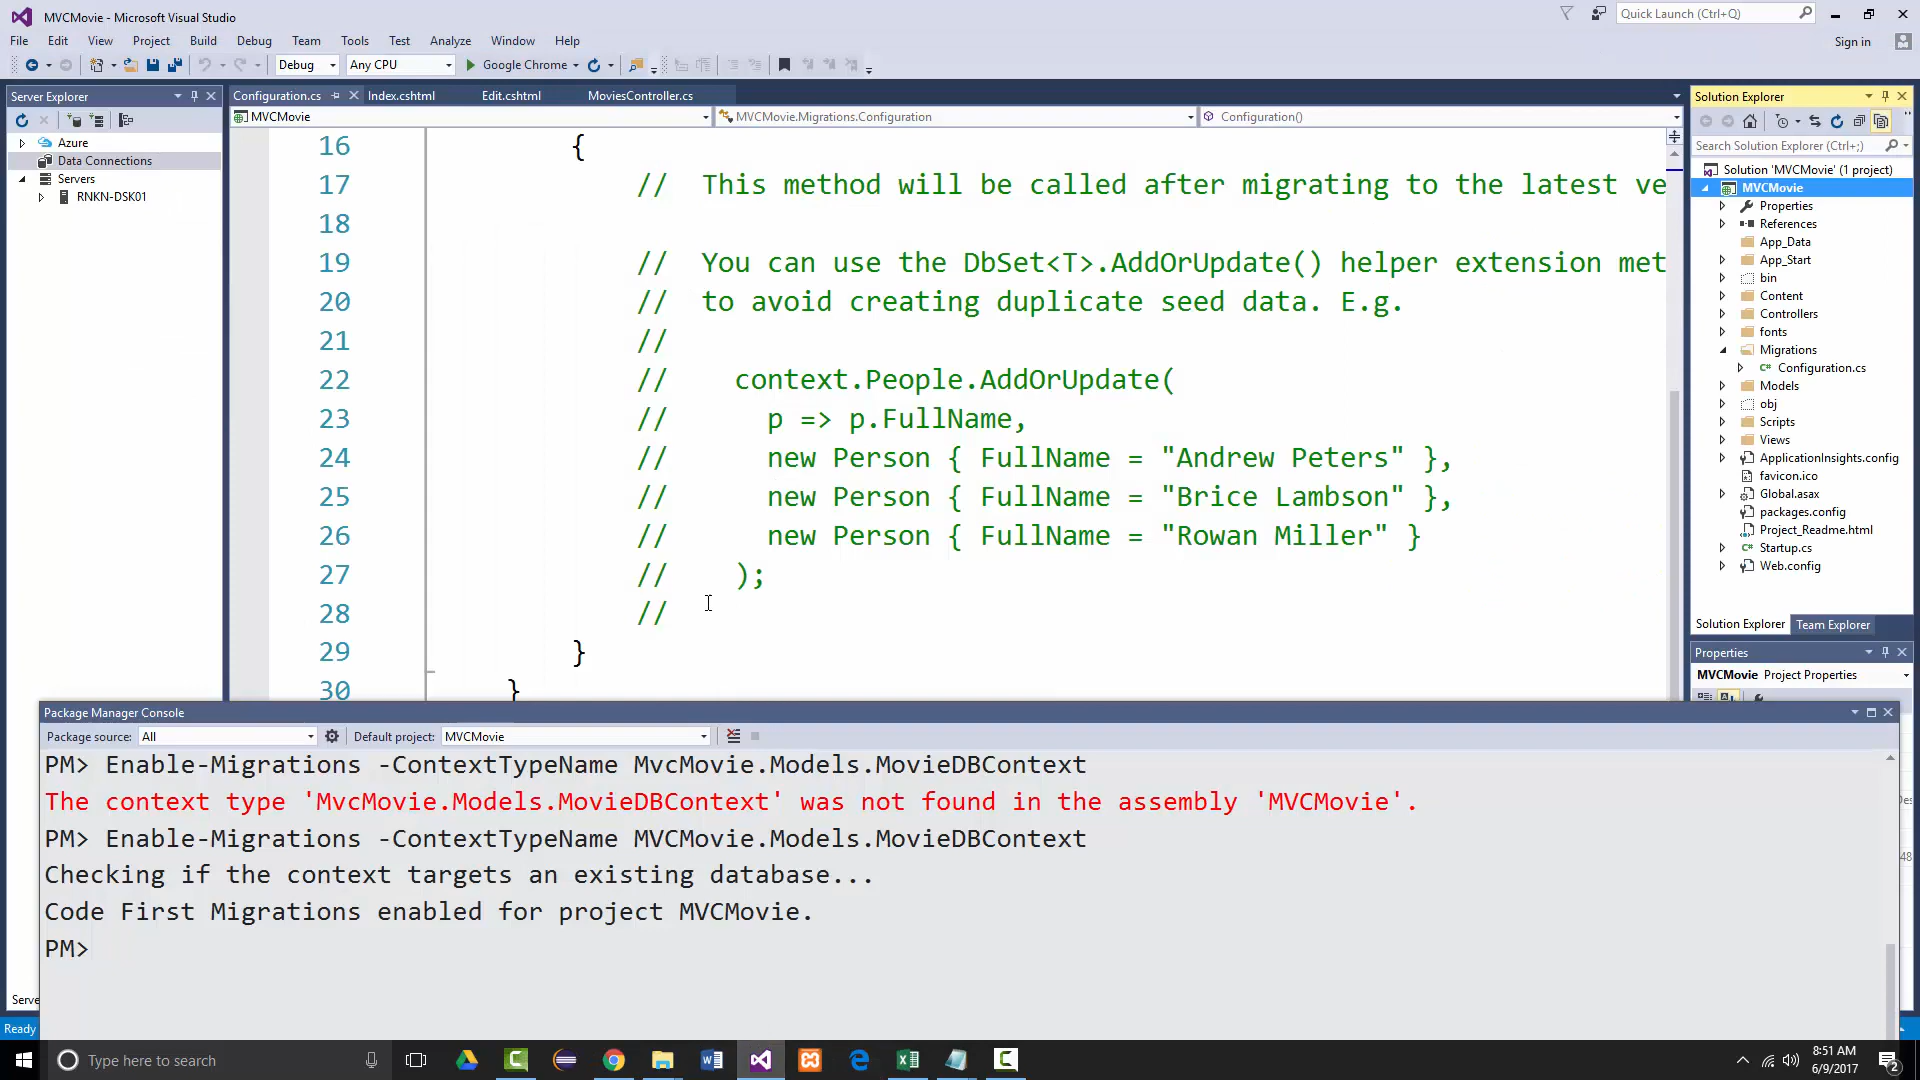 MVCMovie - Microsoft Visual Studio
Quick Launch (Ctrl+Q)
File Edit View Project Build Debug Team Tools Test Analyze Window Help
Sign in
Debug Any CPU Google Chrome
Server Explorer
Azure
Data Connections
Servers
RNKN-DSK01
Configuration.cs Index.cshtml Edit.cshtml MoviesController.cs
MVCMovie MVCMovie.Migrations.Configuration Configuration()
16 {
17 // This method will be called after migrating to the latest ve
18
19 // You can use the DbSet<T>.AddOrUpdate() helper extension met
20 // to avoid creating duplicate seed data. E.g.
21 //
22 // context.People.AddOrUpdate(
23 // p => p.FullName,
24 // new Person { FullName = "Andrew Peters" },
25 // new Person { FullName = "Brice Lambson" },
26 // new Person { FullName = "Rowan Miller" }
27 // );
28 //
29 }
30 }
Solution Explorer
Search Solution Explorer (Ctrl+;)
Solution 'MVCMovie' (1 project)
MVCMovie
Properties
References
App_Data
App_Start
bin
Content
Controllers
fonts
Migrations
C# Configuration.cs
Models
obj
Scripts
Views
ApplicationInsights.config
favicon.ico
Global.asax
packages.config
Project_Readme.html
C# Startup.cs
Web.config
Solution Explorer Team Explorer
Properties
MVCMovie Project Properties
Package Manager Console
Package source: All Default project: MVCMovie
PM> Enable-Migrations -ContextTypeName MvcMovie.Models.MovieDBContext
The context type 'MvcMovie.Models.MovieDBContext' was not found in the assembly 'MVCMovie'.
PM> Enable-Migrations -ContextTypeName MVCMovie.Models.MovieDBContext
Checking if the context targets an existing database...
Code First Migrations enabled for project MVCMovie.
PM>
Serve
Ready
Type here to search
8:51 AM
6/9/2017
2